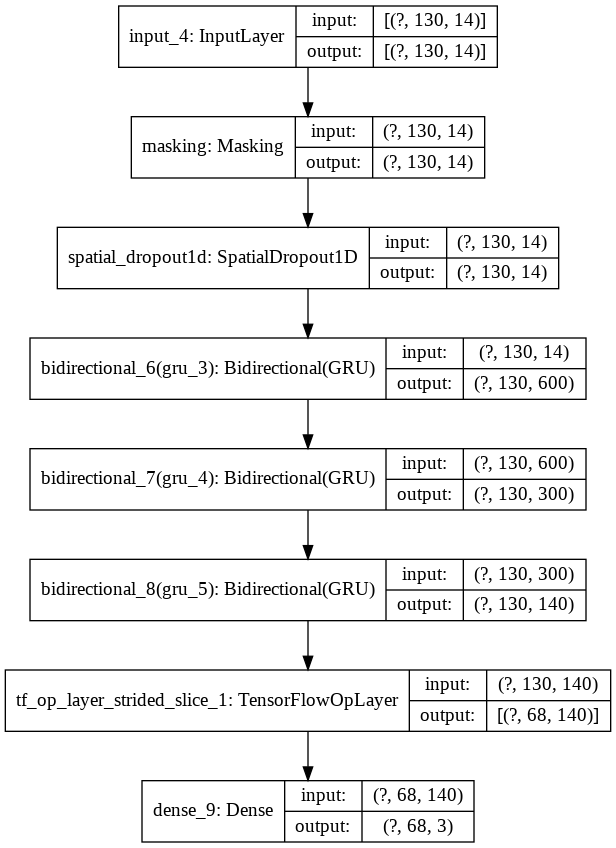 input_4: InputLayer
input: [(?, 130, 14)]
output: [(?, 130, 14)]
masking: Masking
input: (?, 130, 14)
output: (?, 130, 14)
spatial_dropout1d: SpatialDropout1D
input: (?, 130, 14)
output: (?, 130, 14)
bidirectional_6(gru_3): Bidirectional(GRU)
input: (?, 130, 14)
output: (?, 130, 600)
bidirectional_7(gru_4): Bidirectional(GRU)
input: (?, 130, 600)
output: (?, 130, 300)
bidirectional_8(gru_5): Bidirectional(GRU)
input: (?, 130, 300)
output: (?, 130, 140)
tf_op_layer_strided_slice_1: TensorFlowOpLayer
input: (?, 130, 140)
output: [(?, 68, 140)]
dense_9: Dense
input: (?, 68, 140)
output: (?, 68, 3)